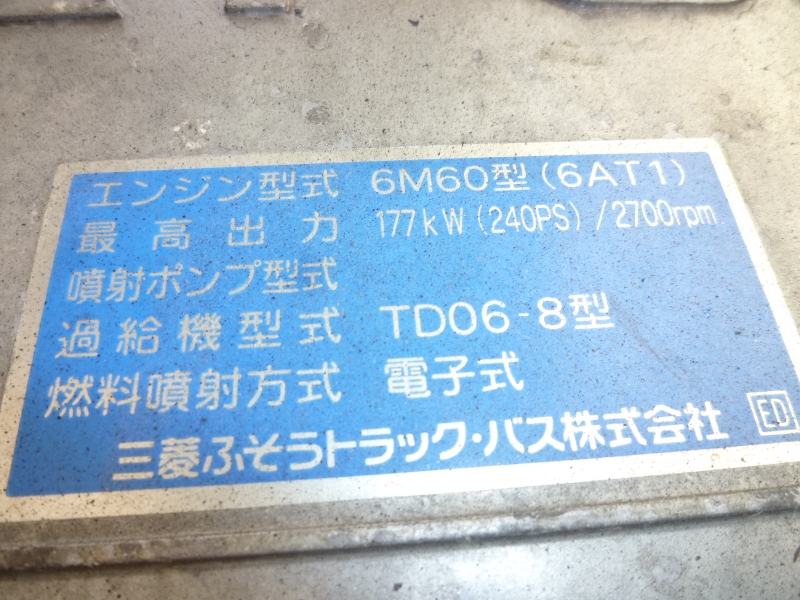 エンジン型式 6M60型(6AT1)
最高出力 177kW(240PS)/2700rpm
噴射ポンプ型式
過給機型式 TD06-8型
燃料噴射方式 電子式
三菱ふそうトラック・バス株式会社 ED